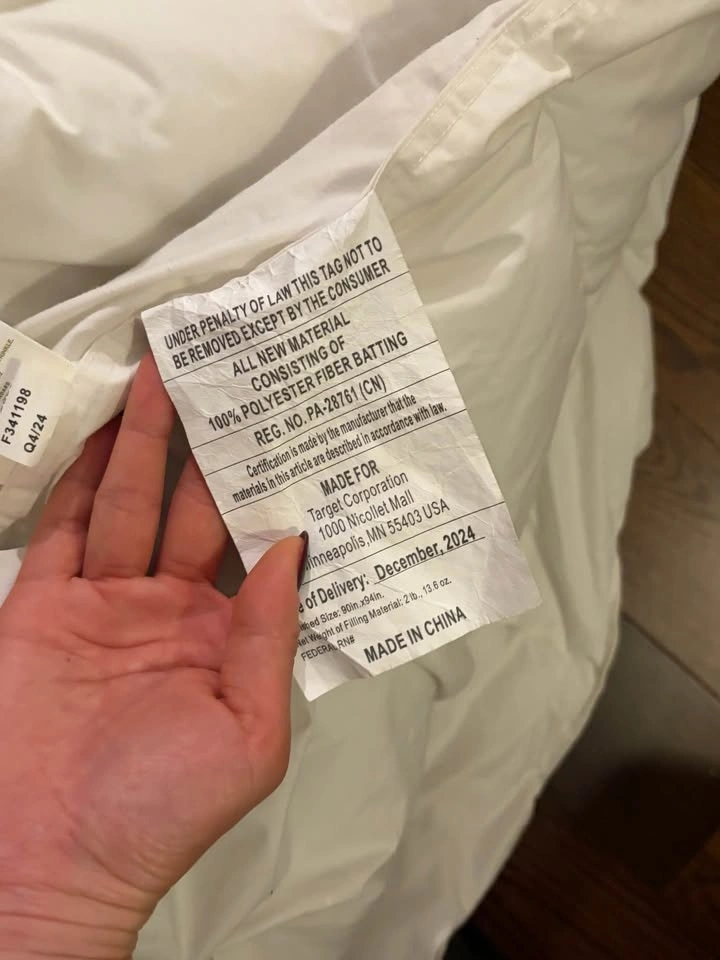 UNDER PENALTY OF LAW THIS TAG NOT TO
BE REMOVED EXCEPT BY THE CONSUMER
ALL NEW MATERIAL
CONSISTING OF
100% POLYESTER FIBER BATTING
REG. NO. PA-28761 (CN)
Certification is made by the manufacturer that the
materials in this article are described in accordance with law.
MADE FOR
Target Corporation
1000 Nicollet Mall
inneapolis,MN 55403 USA
e of Delivery: December, 2024
Size: 90in.x94in.
Weight of Filling Material: 2 lb., 13.6 oz.
FEDERAL RN#
MADE IN CHINA
F341198
Q4/24